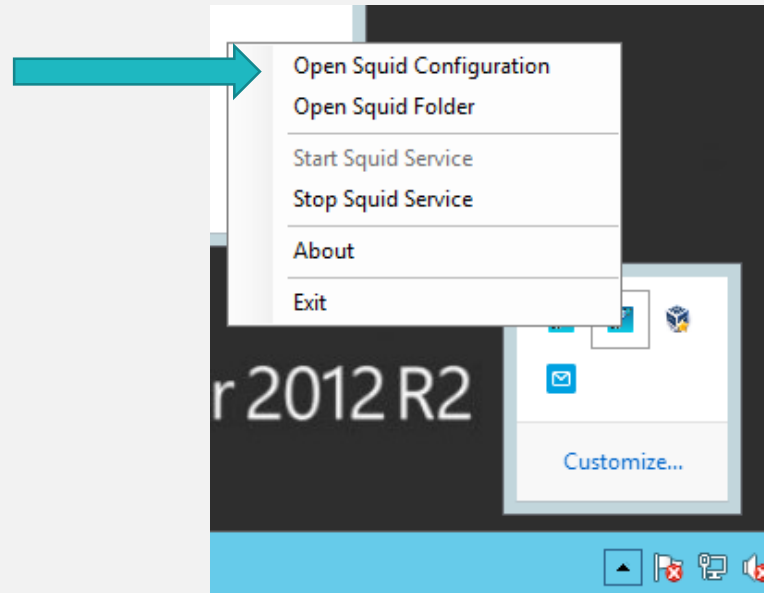 Open Squid Configuration
Open Squid Folder
Start Squid Service
Stop Squid Service
About
Exit
r 2012 R2
Customize...